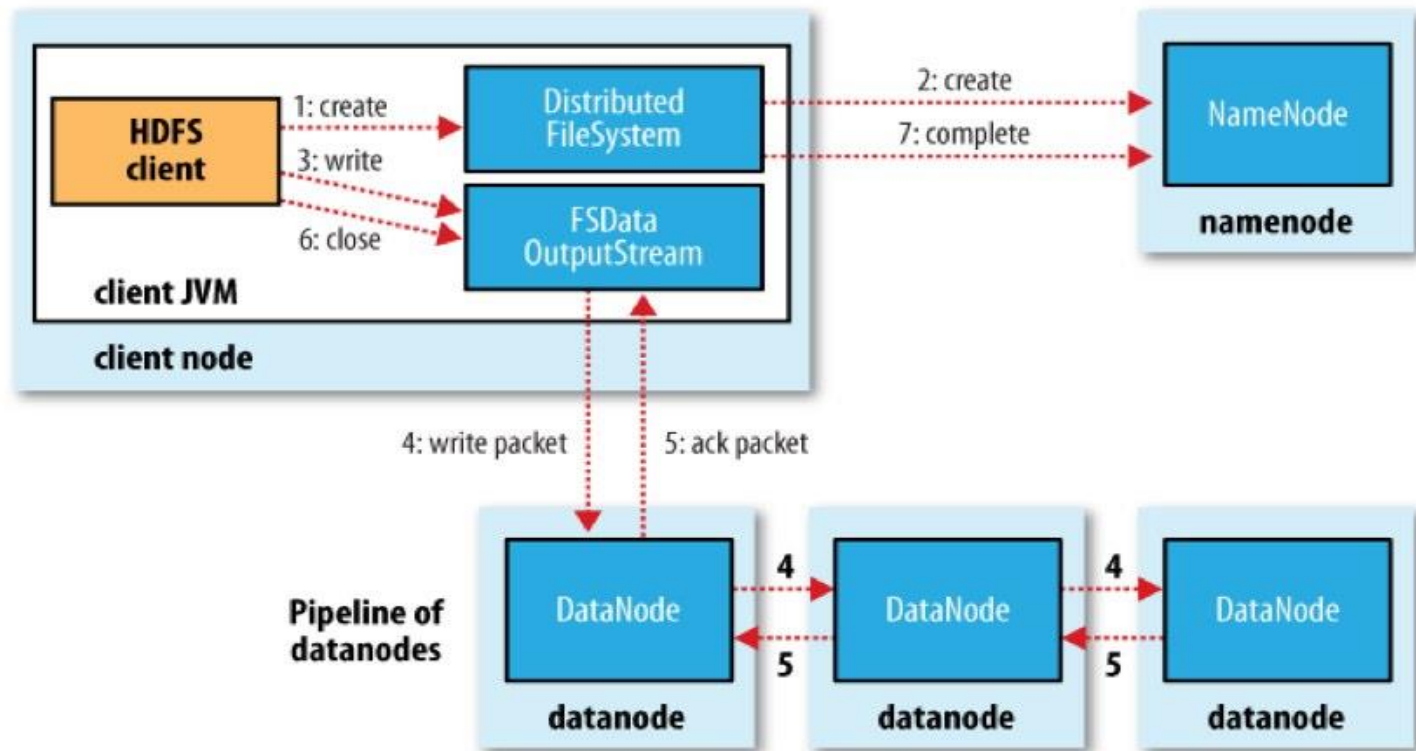 HDFS
client
1: create
3: write
6: close
Distributed
FileSystem
FSData
OutputStream
client JVM
client node
2: create
7: complete
NameNode
namenode
4: write packet
5: ack packet
Pipeline of
datanodes
DataNode
4
5
DataNode
4
5
DataNode
datanode
datanode
datanode